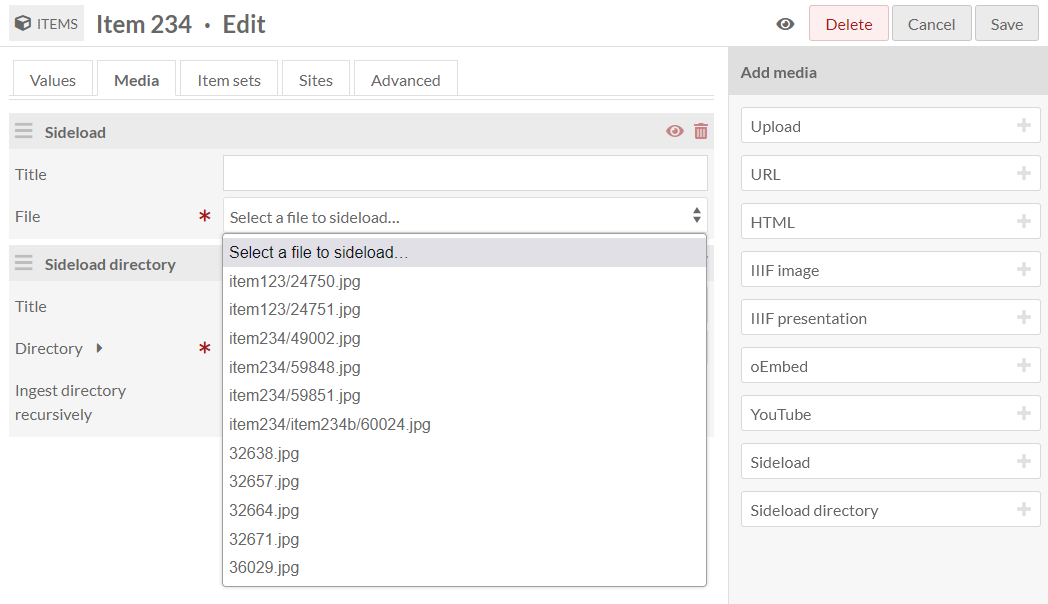 ITEMS Item 234 · Edit Delete Cancel Save
Values Media Item sets Sites Advanced
Sideload
Title
File * Select a file to sideload...
Select a file to sideload...
item123/24750.jpg
item123/24751.jpg
item234/49002.jpg
item234/59848.jpg
item234/59851.jpg
item234/item234b/60024.jpg
32638.jpg
32657.jpg
32664.jpg
32671.jpg
36029.jpg
Sideload directory
Title
Directory *
Ingest directory
recursively
Add media
Upload
URL
HTML
IIIF image
IIIF presentation
oEmbed
YouTube
Sideload
Sideload directory